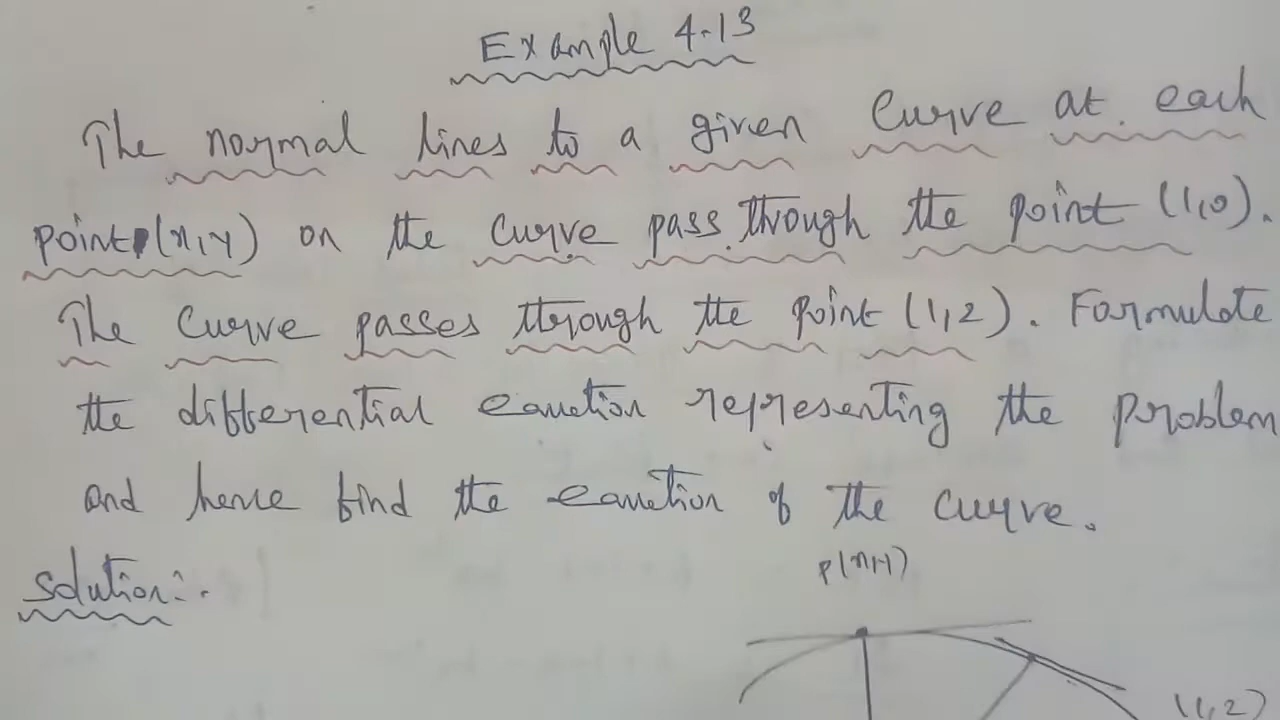 Example 4.13
The normal lines to a given curve at each
point P(x,y) on the curve pass through the point (1,0).
The curve passes through the point (1,2). Formulate
the differential equation representing the problem
and hence find the equation of the curve.
Solution:-
P(x,y)
(1,2)